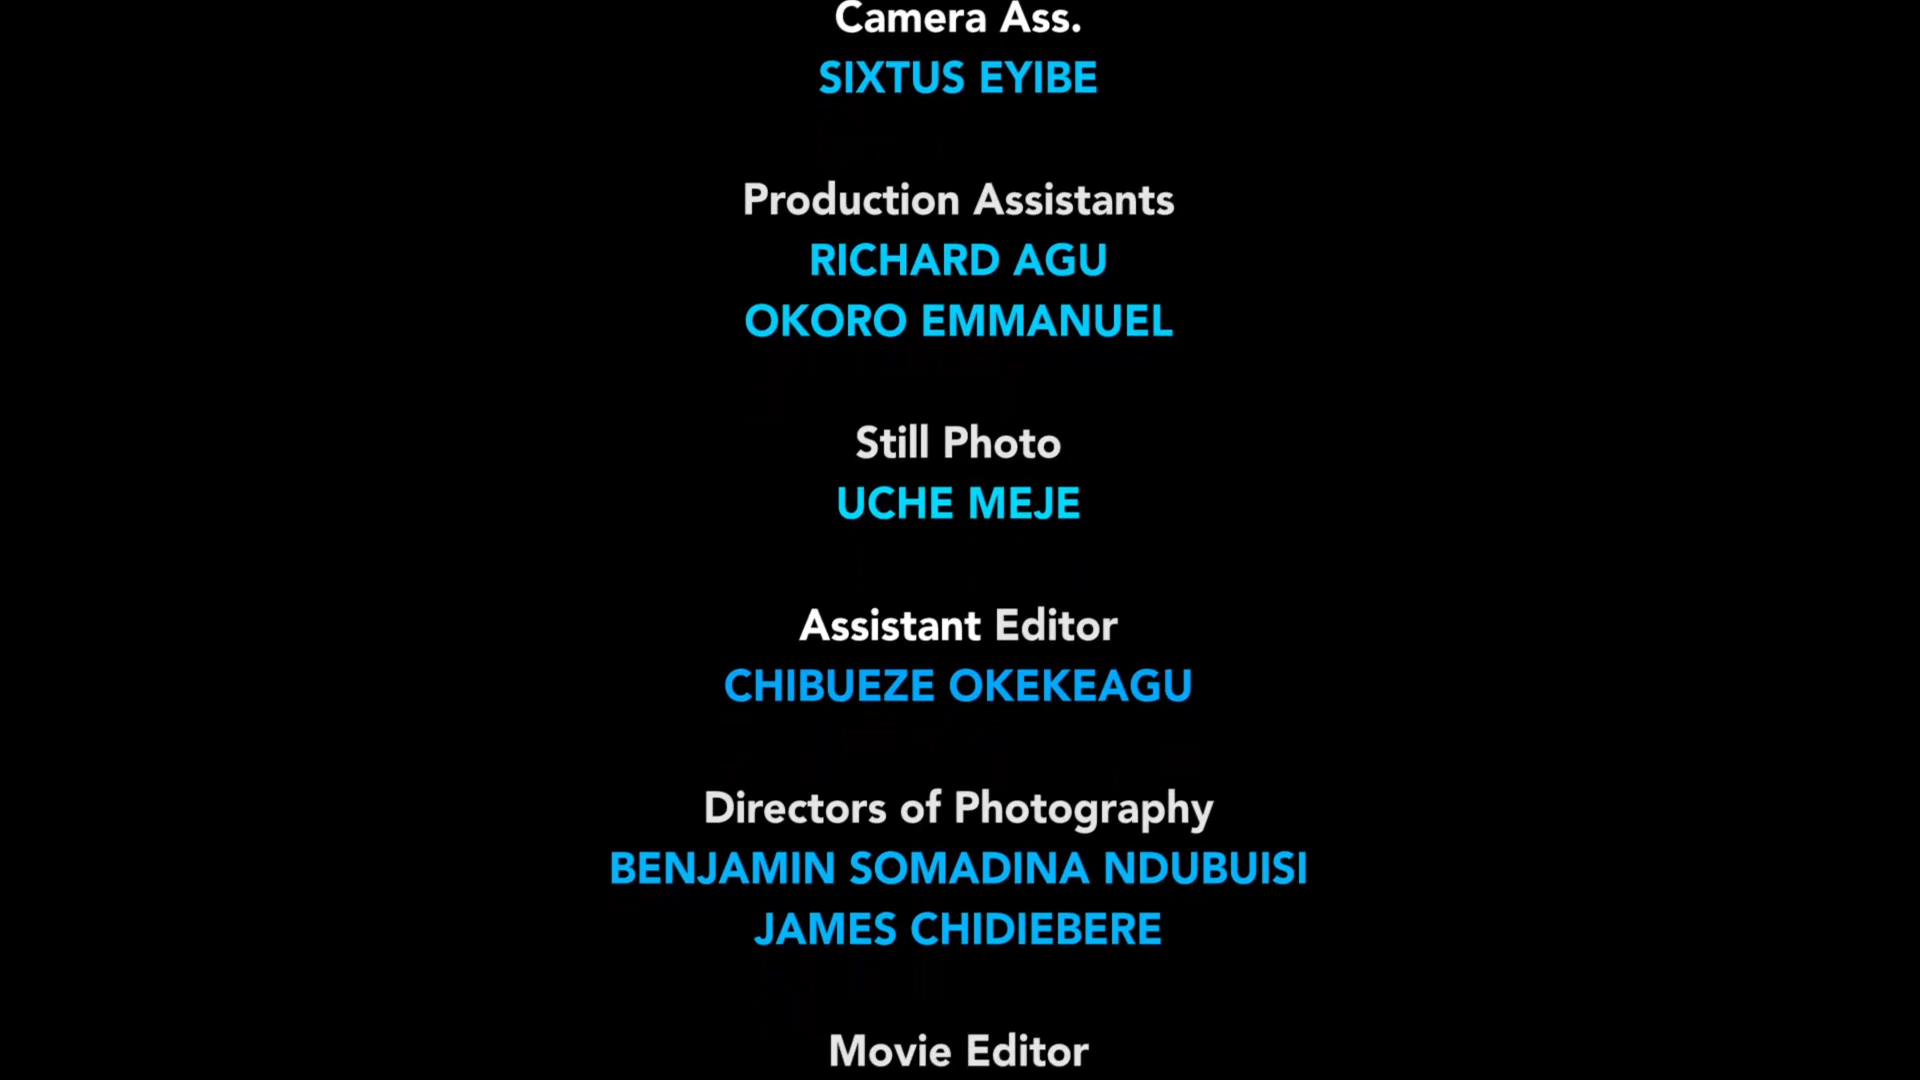 Camera Ass.
SIXTUS EYIBE
Production Assistants
RICHARD AGU
OKORO EMMANUEL
Still Photo
UCHE MEJE
Assistant Editor
CHIBUEZE OKEKEAGU
Directors of Photography
BENJAMIN SOMADINA NDUBUISI
JAMES CHIDIEBERE
Movie Editor